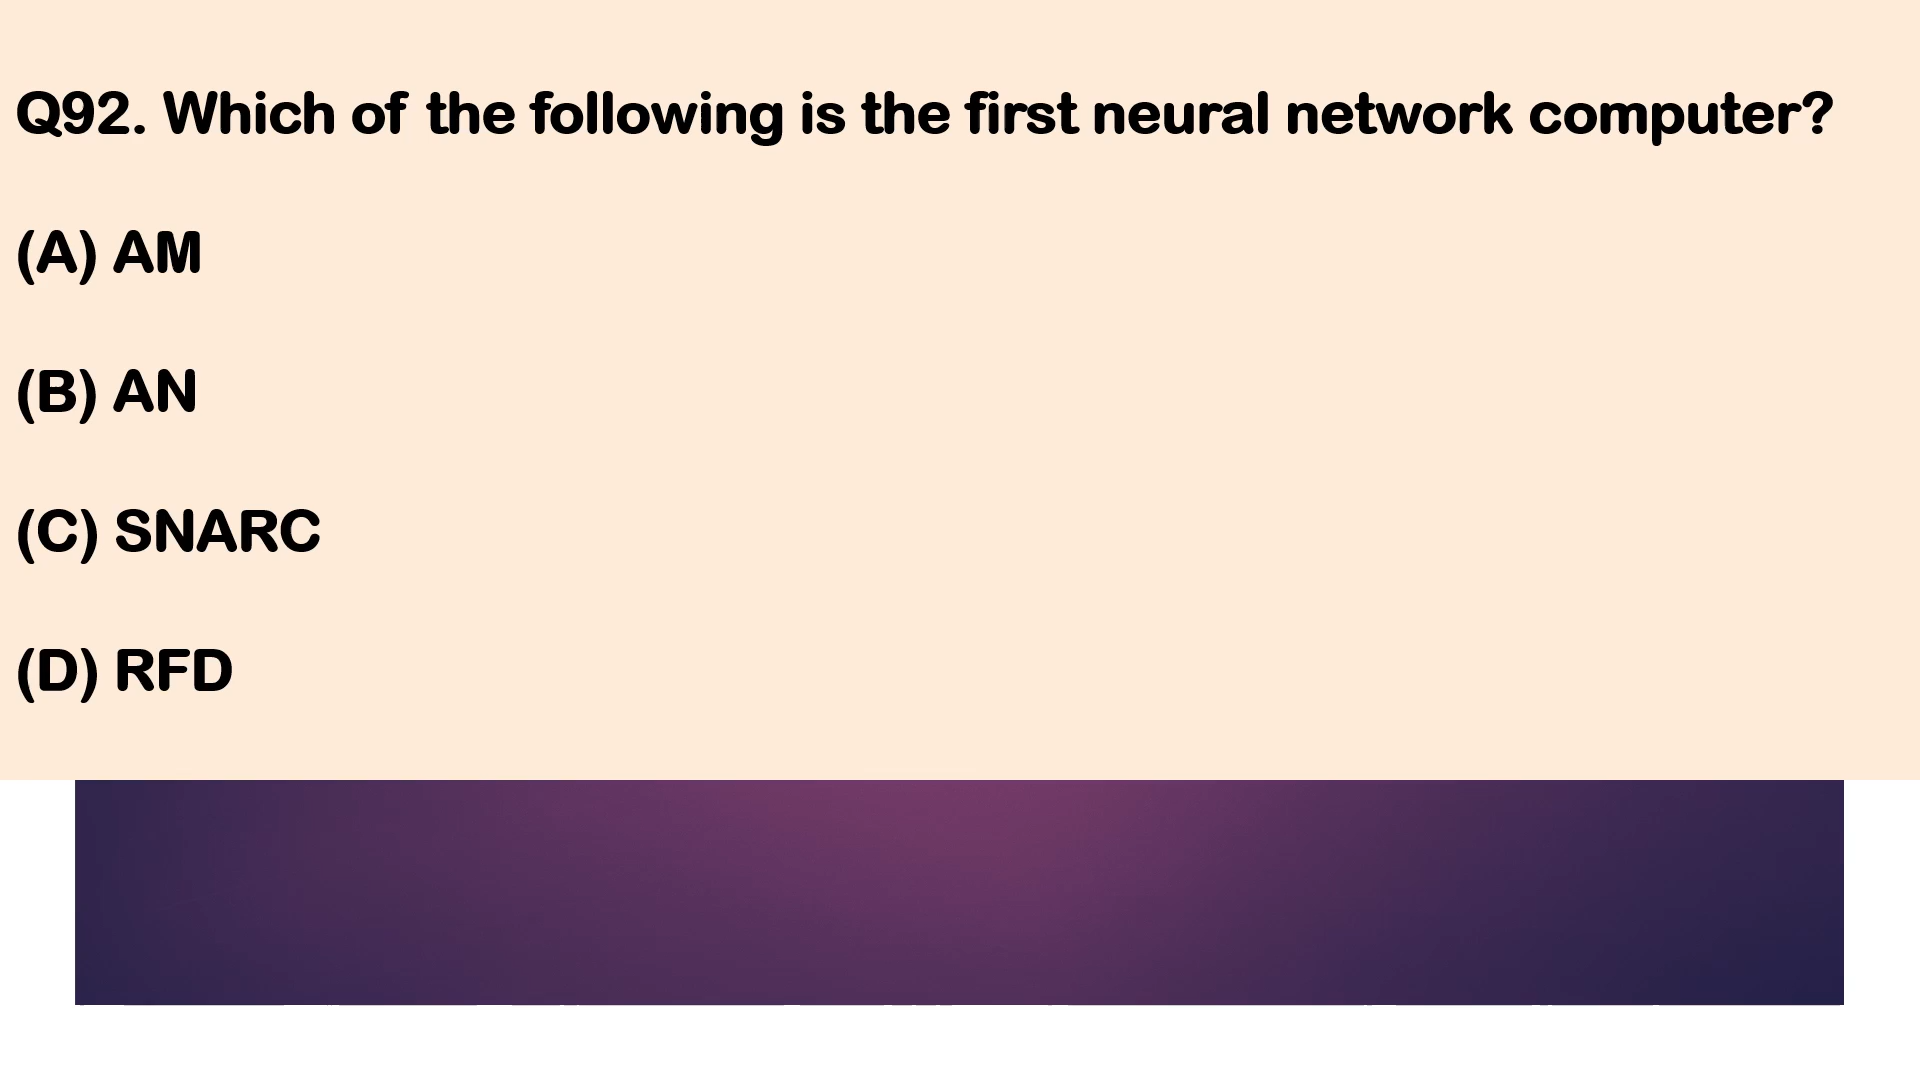 Q92. Which of the following is the first neural network computer?
(A) AM
(B) AN
(C) SNARC
(D) RFD